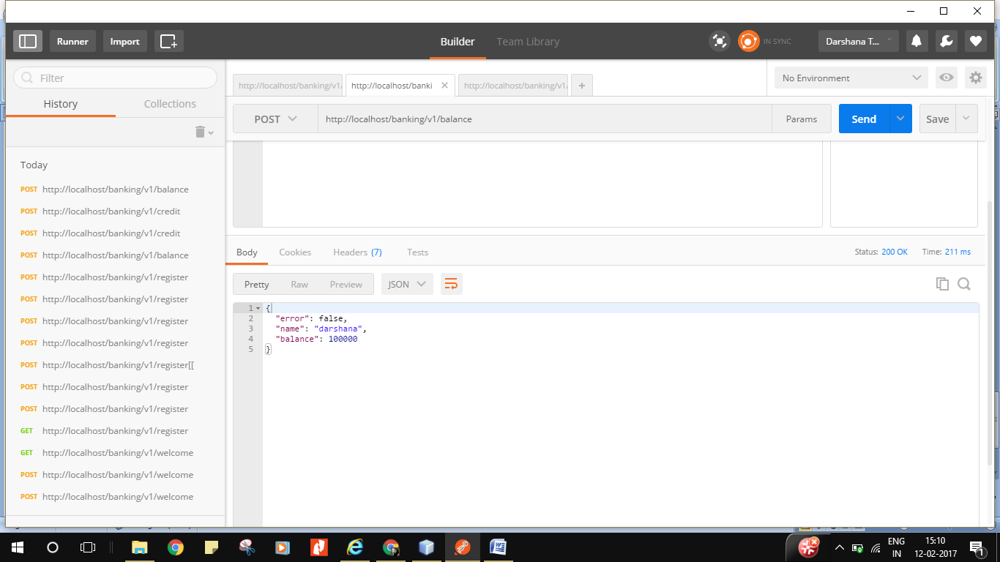 Runner
Import
Builder
Team Library
IN SYNC
Darshana T...
Filter
History
Collections
http://localhost/banking/v1/
http://localhost/banki
http://localhost/banking/v1/
+
No Environment
POST
http://localhost/banking/v1/balance
Params
Send
Save
Today
POST http://localhost/banking/v1/balance
POST http://localhost/banking/v1/credit
POST http://localhost/banking/v1/credit
POST http://localhost/banking/v1/balance
POST http://localhost/banking/v1/register
POST http://localhost/banking/v1/register
POST http://localhost/banking/v1/register
POST http://localhost/banking/v1/register
POST http://localhost/banking/v1/register[[
POST http://localhost/banking/v1/register
POST http://localhost/banking/v1/register
GET http://localhost/banking/v1/register
GET http://localhost/banking/v1/welcome
POST http://localhost/banking/v1/welcome
POST http://localhost/banking/v1/welcome
Body
Cookies
Headers (7)
Tests
Status: 200 OK
Time: 211 ms
Pretty
Raw
Preview
JSON
1 {
2 "error": false,
3 "name": "darshana",
4 "balance": 100000
5 }
ENG
IN
15:10
12-02-2017
1